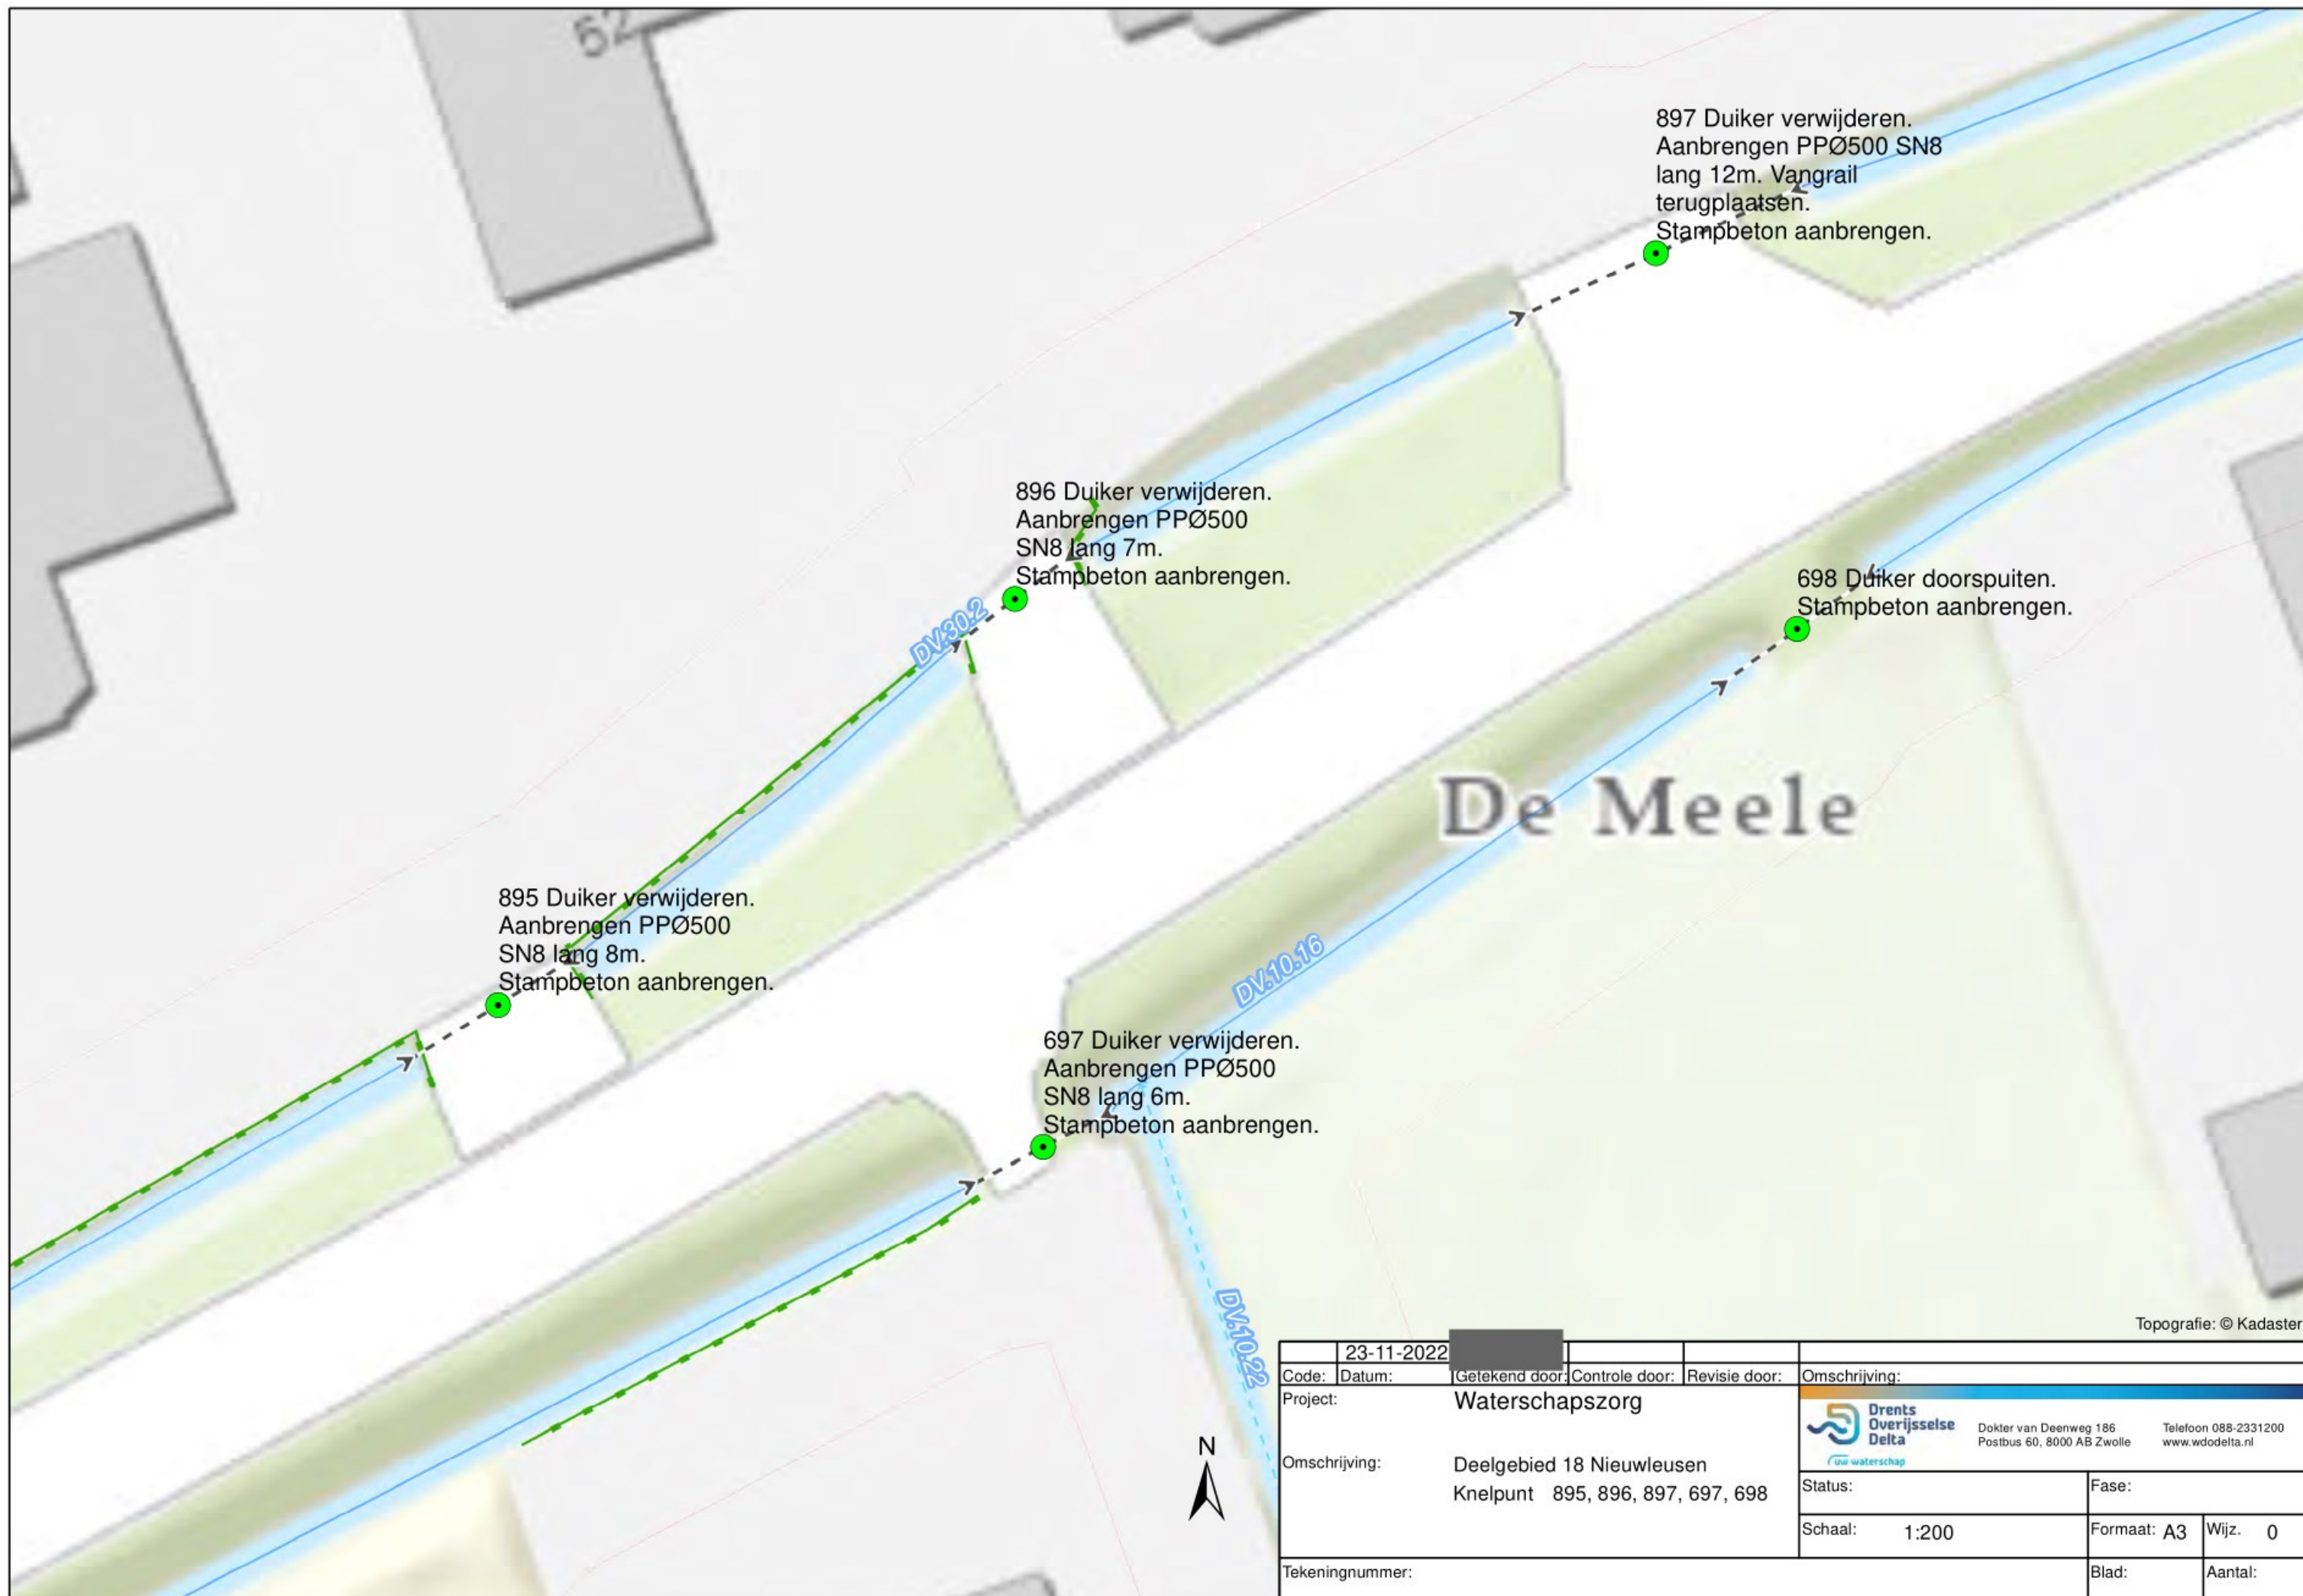 52
897 Duiker verwijderen.
Aanbrengen PPØ500 SN8
lang 12m. Vangrail
terugplaatsen.
Stampbeton aanbrengen.
896 Duiker verwijderen.
Aanbrengen PPØ500
SN8 lang 7m.
Stampbeton aanbrengen.
698 Duiker doorspuiten.
Stampbeton aanbrengen.
DV.30.2
De Meele
895 Duiker verwijderen.
Aanbrengen PPØ500
SN8 lang 8m.
Stampbeton aanbrengen.
DV.10.16
697 Duiker verwijderen.
Aanbrengen PPØ500
SN8 lang 6m.
Stampbeton aanbrengen.
DV.10.22
Topografie: © Kadaster
23-11-2022
Code: Datum: Getekend door: Controle door: Revisie door: Omschrijving:
Project: Waterschapszorg
Drents
Overijsselse
Delta
uw waterschap
Dokter van Deenweg 186
Postbus 60, 8000 AB Zwolle
Telefoon 088-2331200
www.wdodelta.nl
N
Omschrijving: Deelgebied 18 Nieuwleusen
Knelpunt 895, 896, 897, 697, 698
Status: Fase:
Schaal: 1:200 Formaat: A3 Wijz. 0
Tekeningnummer: Blad: Aantal: